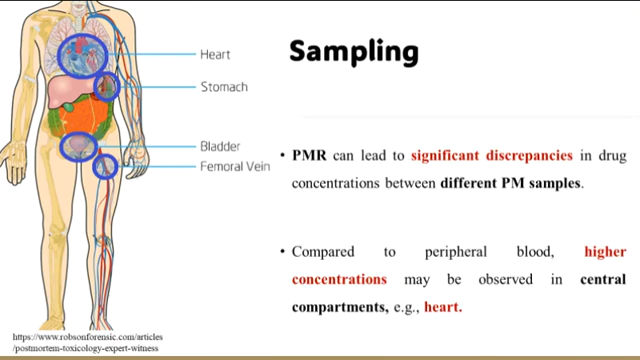 Sampling
Heart
Stomach
Bladder
Femoral Vein
• PMR can lead to significant discrepancies in drug
concentrations between different PM samples.
• Compared to peripheral blood, higher
concentrations may be observed in central
compartments, e.g., heart.
https://www.robsonforensic.com/articles
/postmortem-toxicology-expert-witness